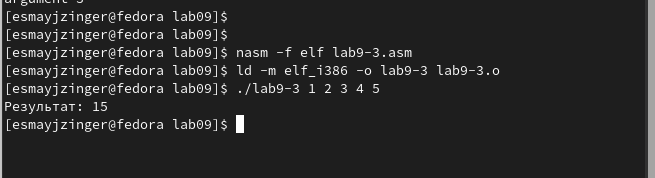 [esmayjzinger@fedora lab09]$
[esmayjzinger@fedora lab09]$
[esmayjzinger@fedora lab09]$ nasm -f elf lab9-3.asm
[esmayjzinger@fedora lab09]$ ld -m elf_i386 -o lab9-3 lab9-3.o
[esmayjzinger@fedora lab09]$ ./lab9-3 1 2 3 4 5
Результат: 15
[esmayjzinger@fedora lab09]$